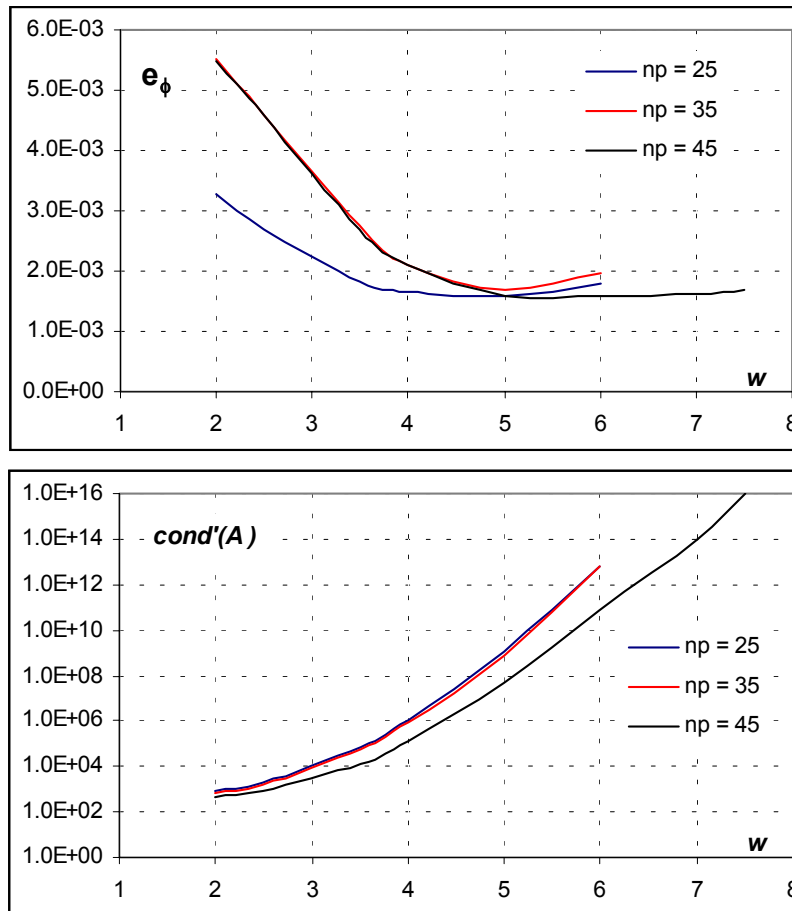 6.0E-03
5.0E-03
4.0E-03
3.0E-03
2.0E-03
1.0E-03
0.0E+00
eϕ
np = 25
np = 35
np = 45
w
1 2 3 4 5 6 7 8
1.0E+16
1.0E+14
1.0E+12
1.0E+10
1.0E+08
1.0E+06
1.0E+04
1.0E+02
1.0E+00
cond'(A)
np = 25
np = 35
np = 45
w
1 2 3 4 5 6 7 8